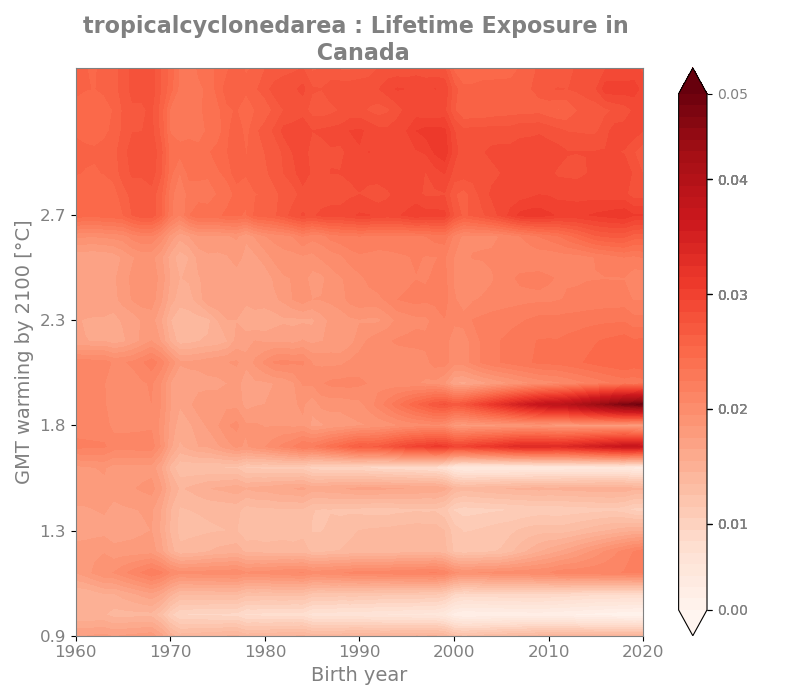 tropicalcyclonedarea : Lifetime Exposure in
Canada
GMT warming by 2100 [°C]
2.7
2.3
1.8
1.3
0.9
1960 1970 1980 1990 2000 2010 2020
Birth year
0.05
0.04
0.03
0.02
0.01
0.00